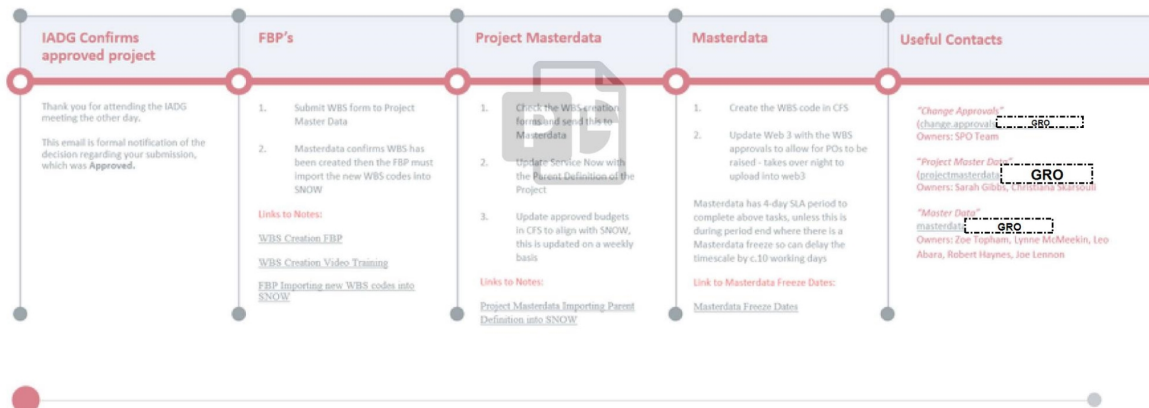 IADG Confirms
approved project
Thank you for attending the IADG
meeting the other day.
This email is formal notification of the
decision regarding your submission,
which was Approved.
FBP's
1. Submit WBS form to Project
Master Data
2. Masterdata confirms WBS has
been created then the FBP must
import the new WBS codes into
SNOW
Links to Notes:
WBS Creation FBP
WBS Creation Video Training
FBP Importing new WBS codes into
SNOW
Project Masterdata
1. Check the WBS creation
forms and send this to
Masterdata
2. Update Service Now with
the Parent Definition of the
Project
3. Update approved budgets
in CFS to align with SNOW,
this is updated on a weekly
basis
Links to Notes:
Project Masterdata Importing Parent
Definition into SNOW
Masterdata
1. Create the WBS code in CFS
2. Update Web 3 with the WBS
approvals to allow for POs to be
raised - takes over night to
upload into web3
Masterdata has 4-day SLA period to
complete above tasks, unless this is
during period end where there is a
Masterdata freeze so can delay the
timescale by c.10 working days
Link to Masterdata Freeze Dates:
Masterdata Freeze Dates
Useful Contacts
"Change Approvals"
(change.approvals GRO
Owners: SPO Team
"Project Master Data"
(projectmasterdata GRO
Owners: Sarah Gibbs, Christiana Skarsouli
"Master Data"
masterdata GRO
Owners: Zoe Topham, Lynne McMeekin, Leo
Abara, Robert Haynes, Joe Lennon